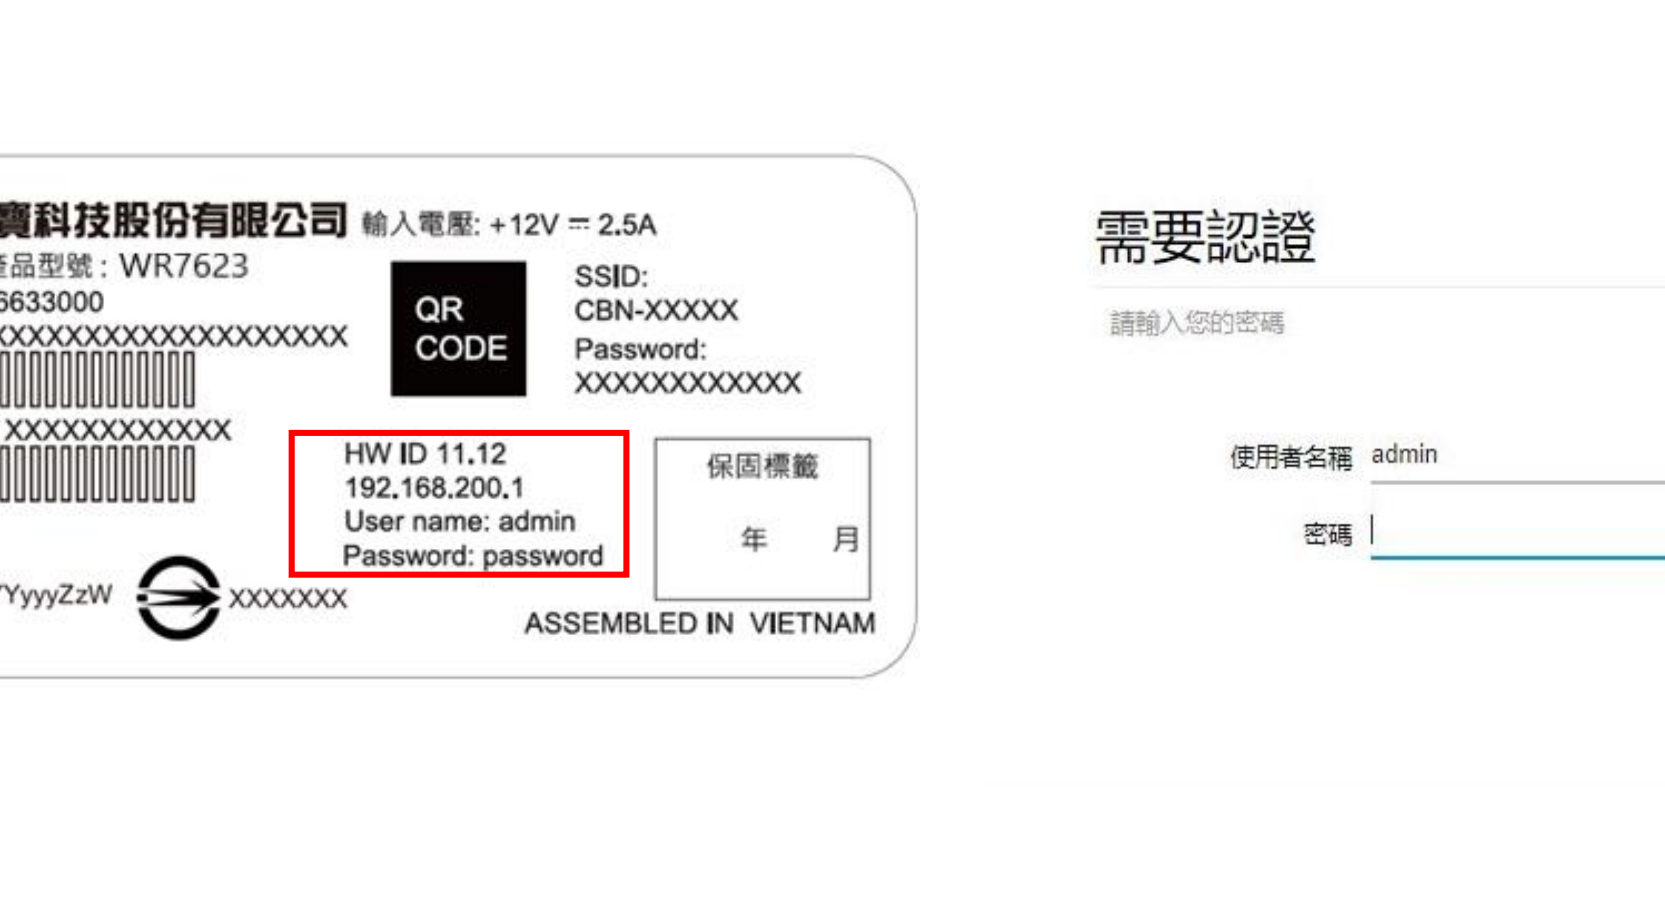 寶科技股份有限公司 輸入電壓: +12V ⎓ 2.5A
產品型號 : WR7623
6633000
XXXXXXXXXXXXXXXXXXX
XXXXXXXXXXXX
YyyyZzW
XXXXXXX
QR
CODE
SSID:
CBN-XXXXX
Password:
XXXXXXXXXXXX
HW ID 11.12
192.168.200.1
User name: admin
Password: password
保固標籤
年 月
ASSEMBLED IN VIETNAM
需要認證
請輸入您的密碼
使用者名稱 admin
密碼